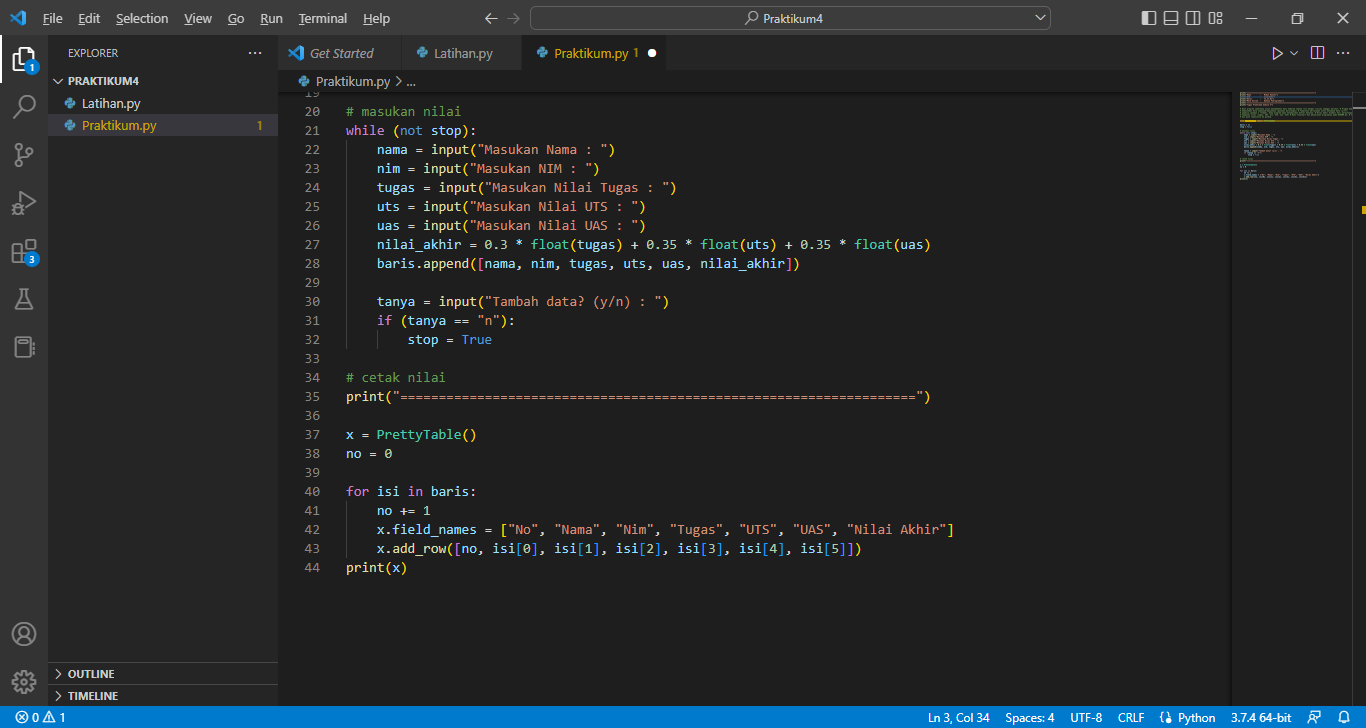 File Edit Selection View Go Run Terminal Help Praktikum4
EXPLORER
Get Started Latihan.py Praktikum.py 1
PRAKTIKUM4
Praktikum.py > ...
Latihan.py
Praktikum.py 1
19
20 # masukan nilai
21 while (not stop):
22 nama = input("Masukan Nama : ")
23 nim = input("Masukan NIM : ")
24 tugas = input("Masukan Nilai Tugas : ")
25 uts = input("Masukan Nilai UTS : ")
26 uas = input("Masukan Nilai UAS : ")
27 nilai_akhir = 0.3 * float(tugas) + 0.35 * float(uts) + 0.35 * float(uas)
28 baris.append([nama, nim, tugas, uts, uas, nilai_akhir])
29
30 tanya = input("Tambah data? (y/n) : ")
31 if (tanya == "n"):
32 stop = True
33
34 # cetak nilai
35 print("===================================================================")
36
37 x = PrettyTable()
38 no = 0
39
40 for isi in baris:
41 no += 1
42 x.field_names = ["No", "Nama", "Nim", "Tugas", "UTS", "UAS", "Nilai Akhir"]
43 x.add_row([no, isi[0], isi[1], isi[2], isi[3], isi[4], isi[5]])
44 print(x)
1
3
OUTLINE
TIMELINE
0 1 Ln 3, Col 34 Spaces: 4 UTF-8 CRLF Python 3.7.4 64-bit